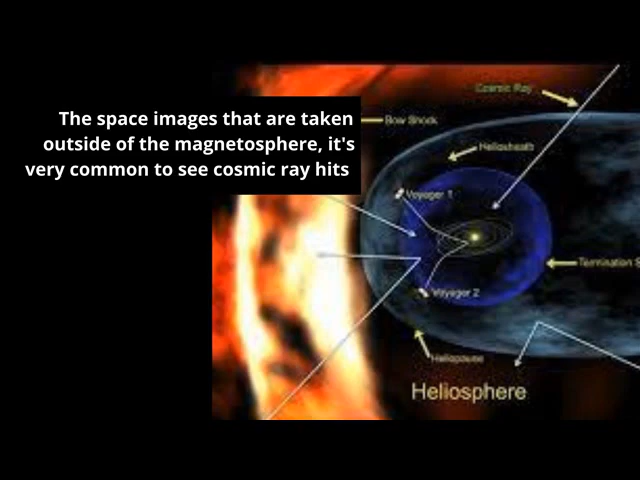 The space images that are taken
outside of the magnetosphere, it's
very common to see cosmic ray hits
Cosmic Ray
Bow Shock
Heliosheath
Voyager 1
Termination S
Voyager 2
Heliopause
Heliosphere